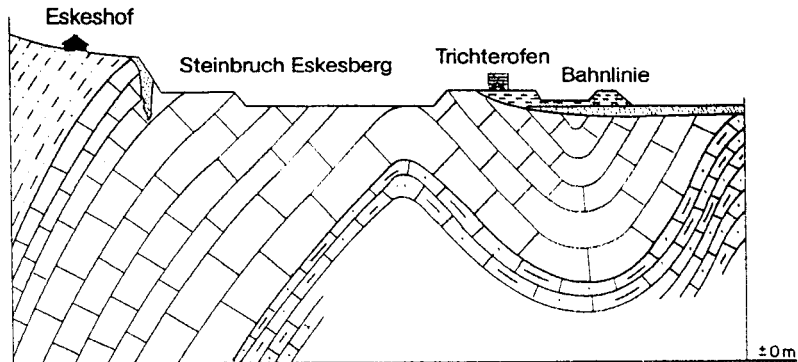 Eskeshof
Steinbruch Eskesberg
Trichterofen
Bahnlinie
±0m